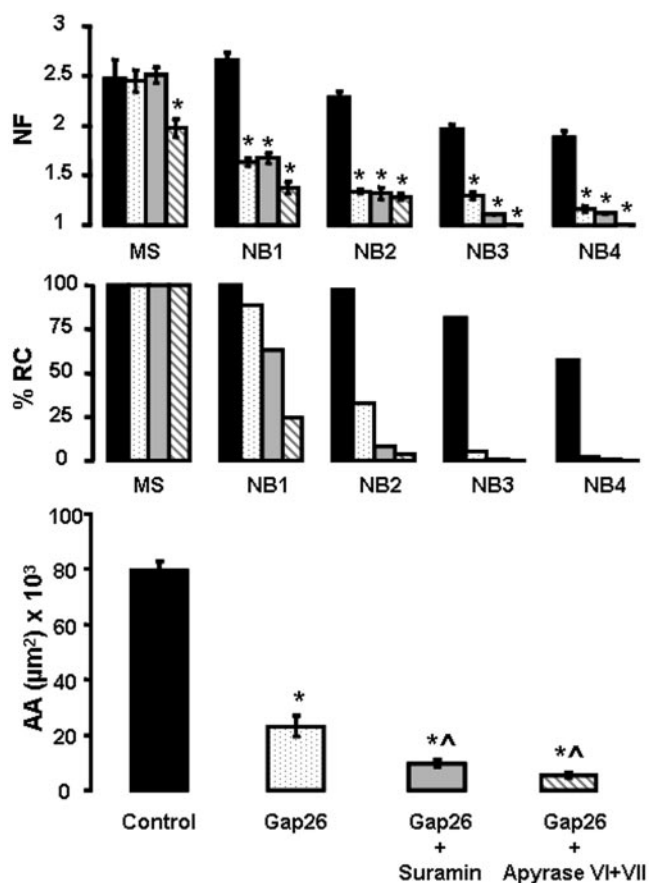 3
2.5
2
1.5
1
NF
*
* * *
* * *
* * *
* * *
MS NB1 NB2 NB3 NB4
100
75
50
25
0
% RC
MS NB1 NB2 NB3 NB4
100
80
60
40
20
0
AA (µm²) x 10³
*
*^
*^
Control Gap26 Gap26 Gap26
+ +
Suramin Apyrase VI+VII